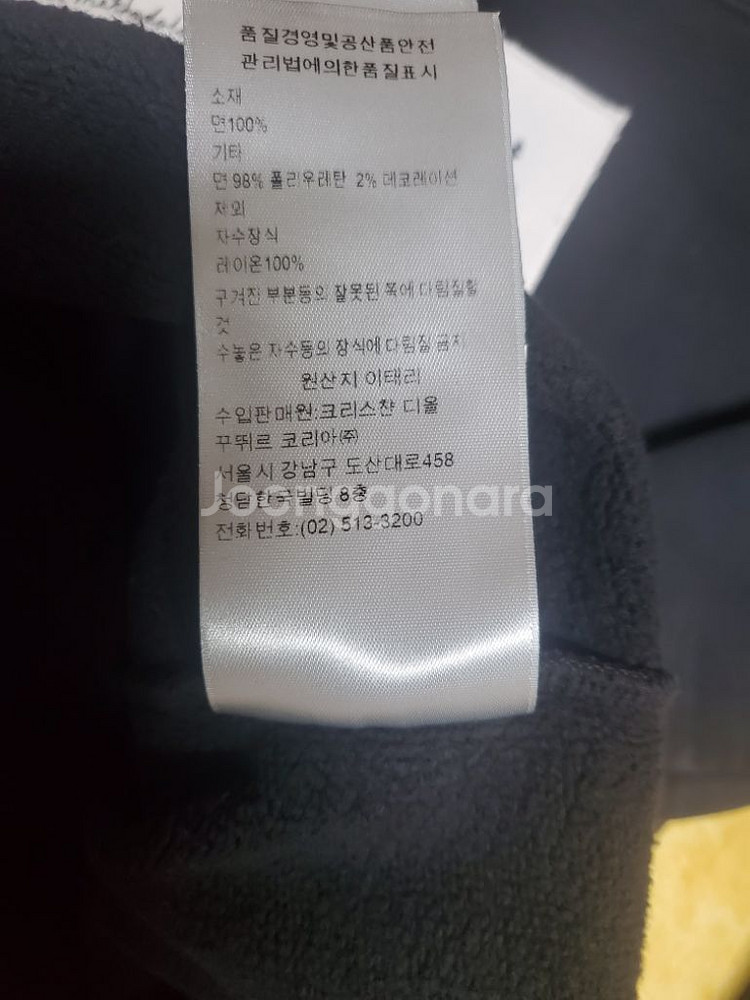 품질경영및공산품안전
관리법에의한품질표시
소재
면100%
기타
면 98% 폴리우레탄 2% 데코레이션
제외
자수장식
레이온100%
구겨진 부분등의 잘못된 쪽에 다림질할
것
수놓은 자수등의 장식에 다림질 금지
원산지 이태리
수입판매원:크리스챤 디올
꾸뛰르 코리아㈜
서울시 강남구 도산대로458
청담한국빌딩 8층
전화번호:(02) 513-3200
Joonggonara